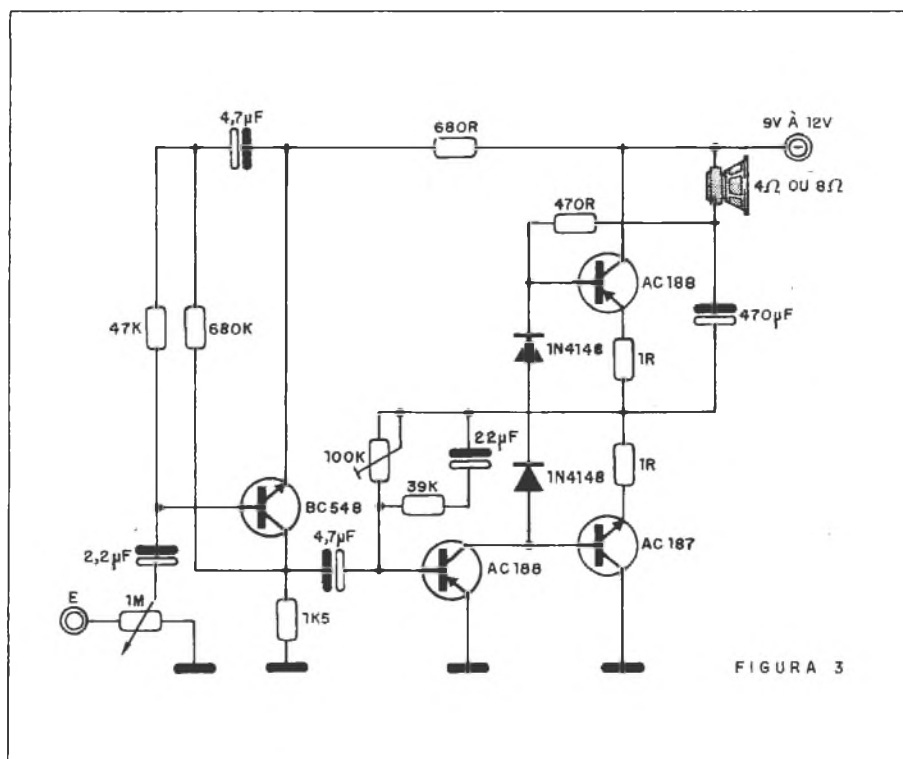 4,7µF
680R
9V À 12V
4Ω OU 8Ω
470R
AC188
47K
680K
470µF
1N4148
1R
22µF
100K
1N4148
1R
39K
BC548
4,7µF
AC187
2,2µF
AC188
E
1M
1K5
FIGURA 3